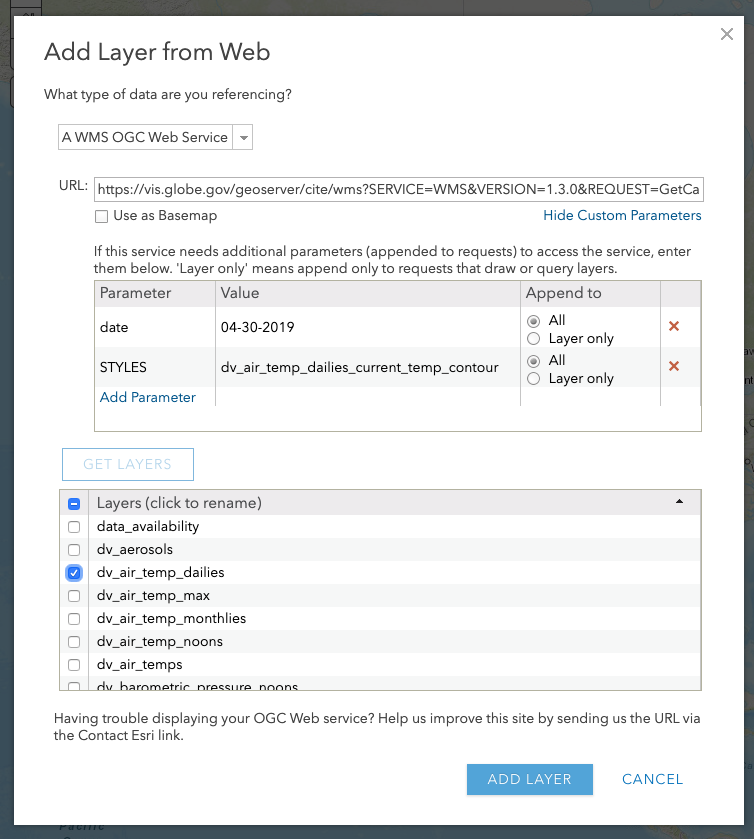 Add Layer from Web
What type of data are you referencing?
A WMS OGC Web Service
URL: https://vis.globe.gov/geoserver/cite/wms?SERVICE=WMS&VERSION=1.3.0&REQUEST=GetCa
Use as Basemap Hide Custom Parameters
If this service needs additional parameters (appended to requests) to access the service, enter
them below. 'Layer only' means append only to requests that draw or query layers.
Parameter Value Append to
date 04-30-2019 All
Layer only
STYLES dv_air_temp_dailies_current_temp_contour All
Layer only
Add Parameter
GET LAYERS
Layers (click to rename)
data_availability
dv_aerosols
dv_air_temp_dailies
dv_air_temp_max
dv_air_temp_monthlies
dv_air_temp_noons
dv_air_temps
dv_barometric_pressure_noons
Having trouble displaying your OGC Web service? Help us improve this site by sending us the URL via
the Contact Esri link.
ADD LAYER CANCEL
Pacific